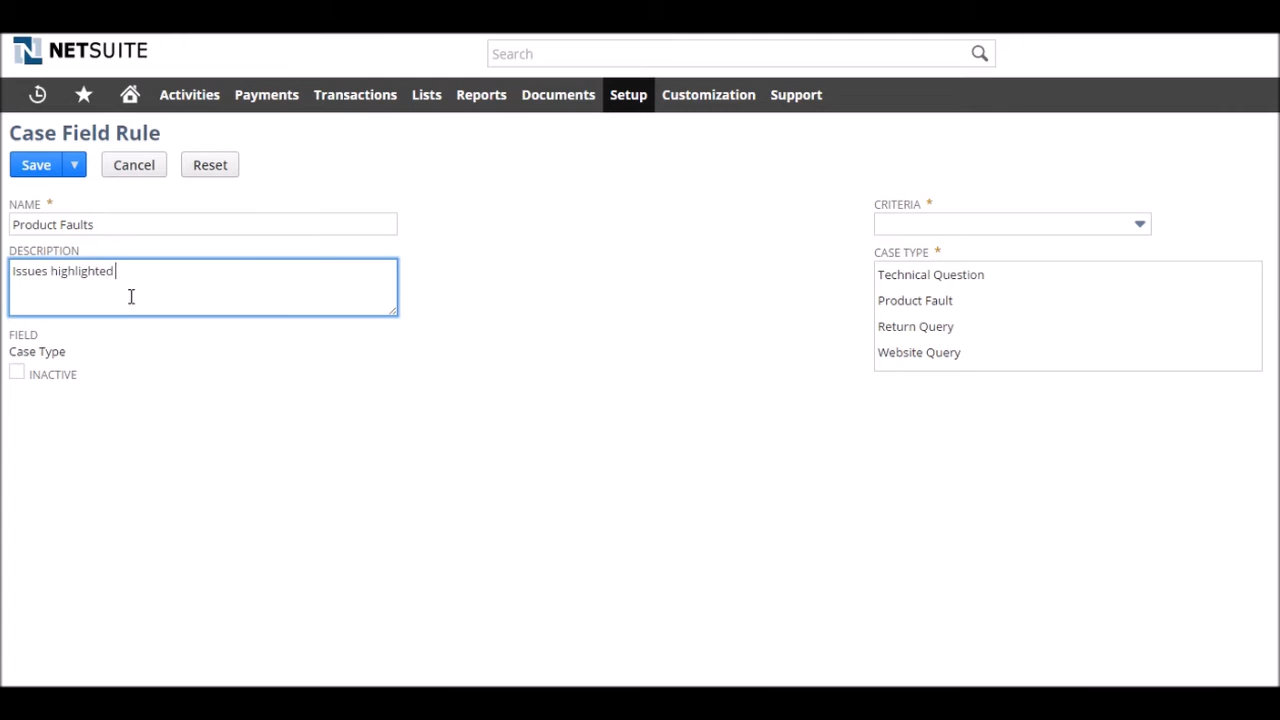 NETSUITE
Search
Activities Payments Transactions Lists Reports Documents Setup Customization Support
Case Field Rule
Save Cancel Reset
NAME *
Product Faults
DESCRIPTION
Issues highlighted
FIELD
Case Type
INACTIVE
CRITERIA *
CASE TYPE *
Technical Question
Product Fault
Return Query
Website Query